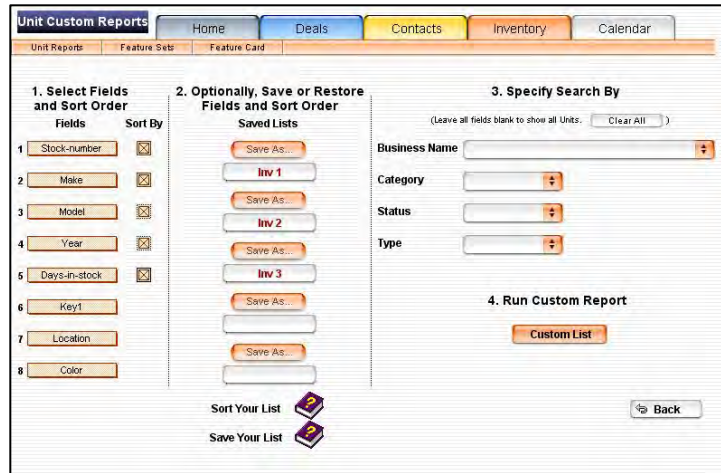 Unit Custom Reports
Home
Deals
Contacts
Inventory
Calendar
Unit Reports
Feature Sets
Feature Card
1. Select Fields
and Sort Order
Fields
Sort By
1 Stock-number
2 Make
3 Model
4 Year
5 Days-in-stock
6 Key1
7 Location
8 Color
2. Optionally, Save or Restore
Fields and Sort Order
Saved Lists
Save As...
Inv 1
Save As...
Inv 2
Save As...
Inv 3
Save As...
Save As...
Sort Your List
Save Your List
3. Specify Search By
(Leave all fields blank to show all Units. Clear All )
Business Name
Category
Status
Type
4. Run Custom Report
Custom List
Back